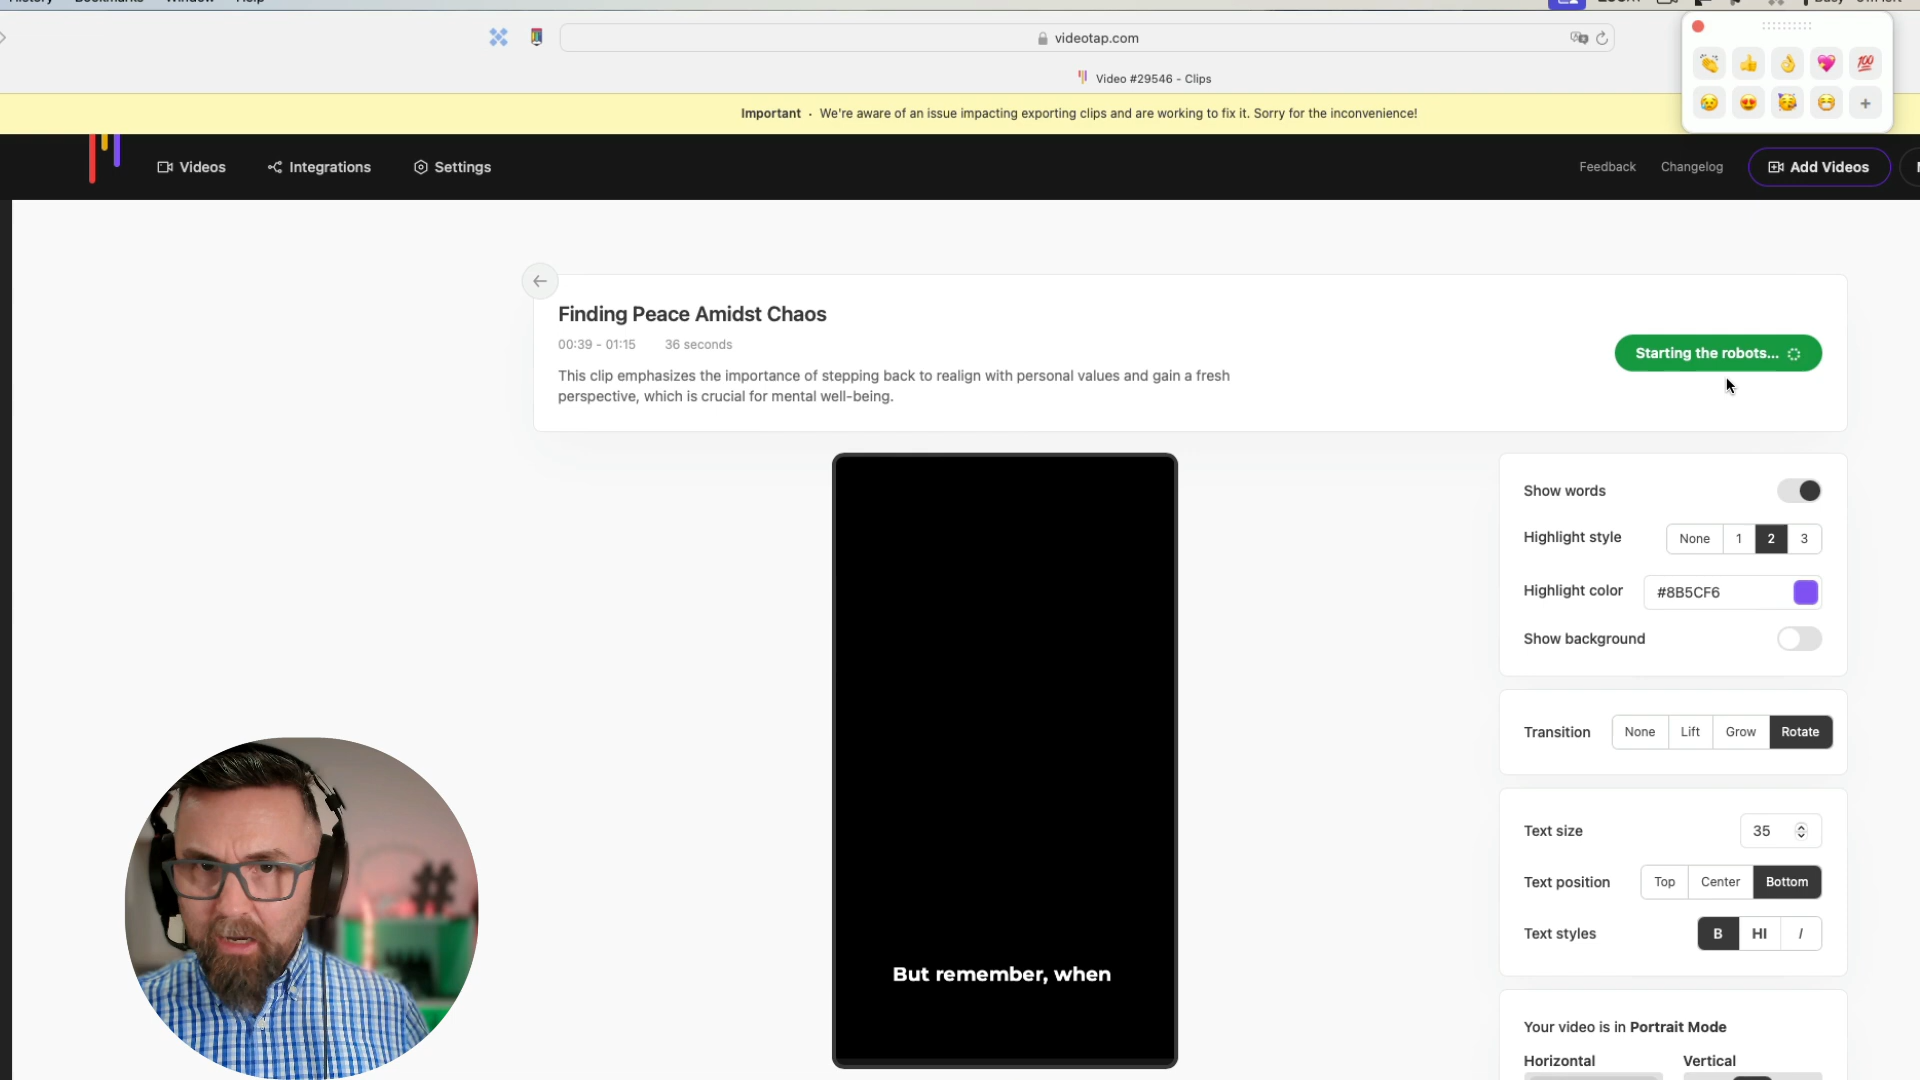 videotap.com
Video #29546 - Clips
Important · We're aware of an issue impacting exporting clips and are working to fix it. Sorry for the inconvenience!
Videos
Integrations
Settings
Feedback
Changelog
Add Videos
Finding Peace Amidst Chaos
00:39 - 01:15 36 seconds
This clip emphasizes the importance of stepping back to realign with personal values and gain a fresh
perspective, which is crucial for mental well-being.
Starting the robots...
But remember, when
Show words
Highlight style None 1 2 3
Highlight color #8B5CF6
Show background
Transition None Lift Grow Rotate
Text size 35
Text position Top Center Bottom
Text styles B HI I
Your video is in Portrait Mode
Horizontal Vertical